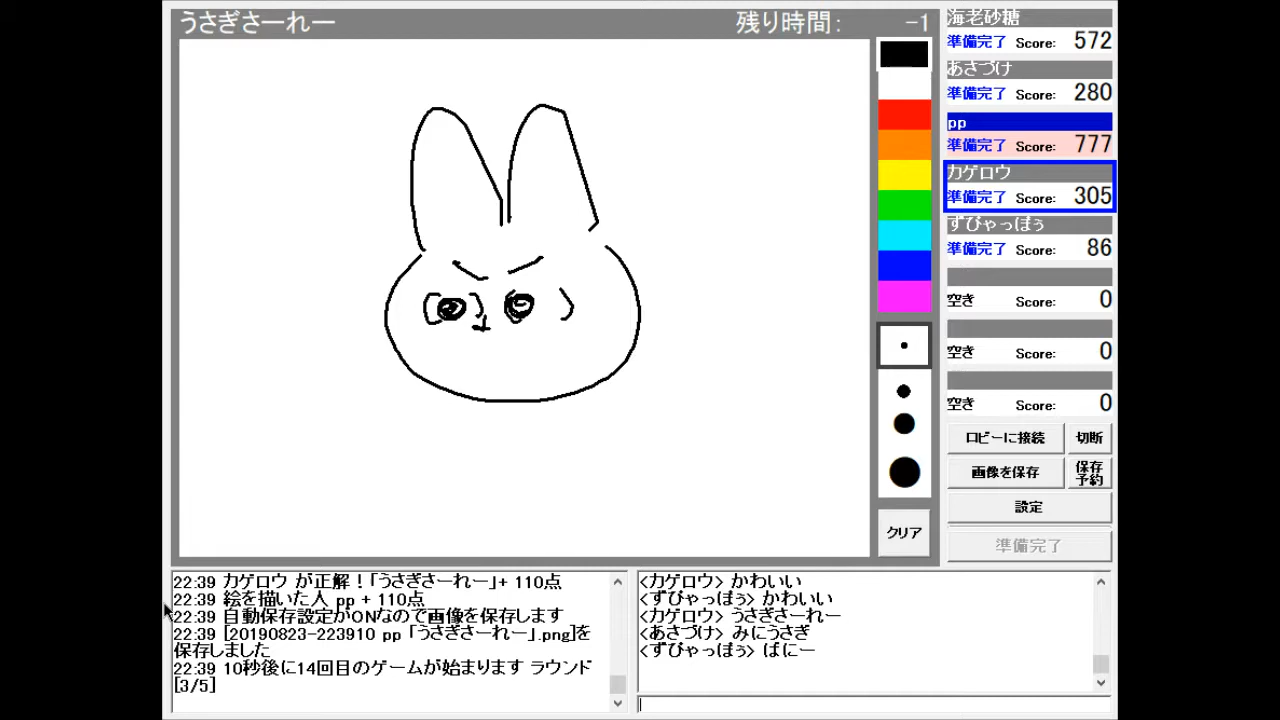 うさぎさーれー 残り時間: -1
海老砂糖
準備完了 Score: 572
あさづけ
準備完了 Score: 280
pp
準備完了 Score: 777
カゲロウ
準備完了 Score: 305
ずびゃっぽぅ
準備完了 Score: 86
空き Score: 0
空き Score: 0
空き Score: 0
ロビーに接続 切断
画像を保存 保存予約
設定
準備完了
クリア
22:39 カゲロウ が正解！「うさぎさーれー」+ 110点
22:39 絵を描いた人 pp + 110点
22:39 自動保存設定がONなので画像を保存します
22:39 [20190823-223910 pp 「うさぎさーれー」.png]を
保存しました
22:39 10秒後に14回目のゲームが始まります ラウンド
[3/5]
<カゲロウ> かわいい
<ずびゃっぽぅ> かわいい
<カゲロウ> うさぎさーれー
<あさづけ> みにうさぎ
<ずびゃっぽぅ> ばにー